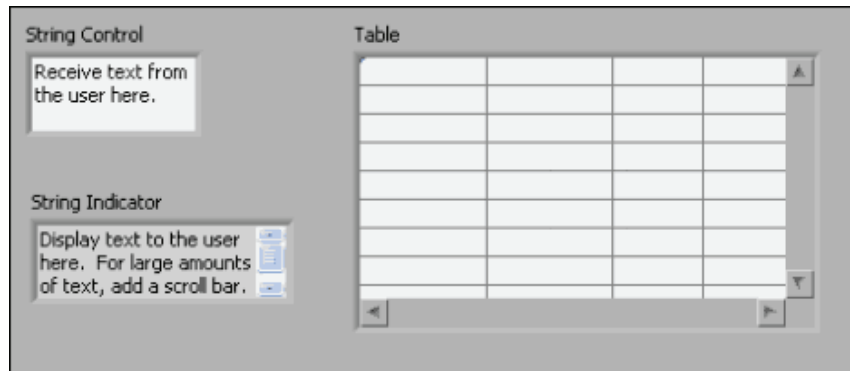 String Control
Receive text from
the user here.
String Indicator
Display text to the user
here. For large amounts
of text, add a scroll bar.
Table